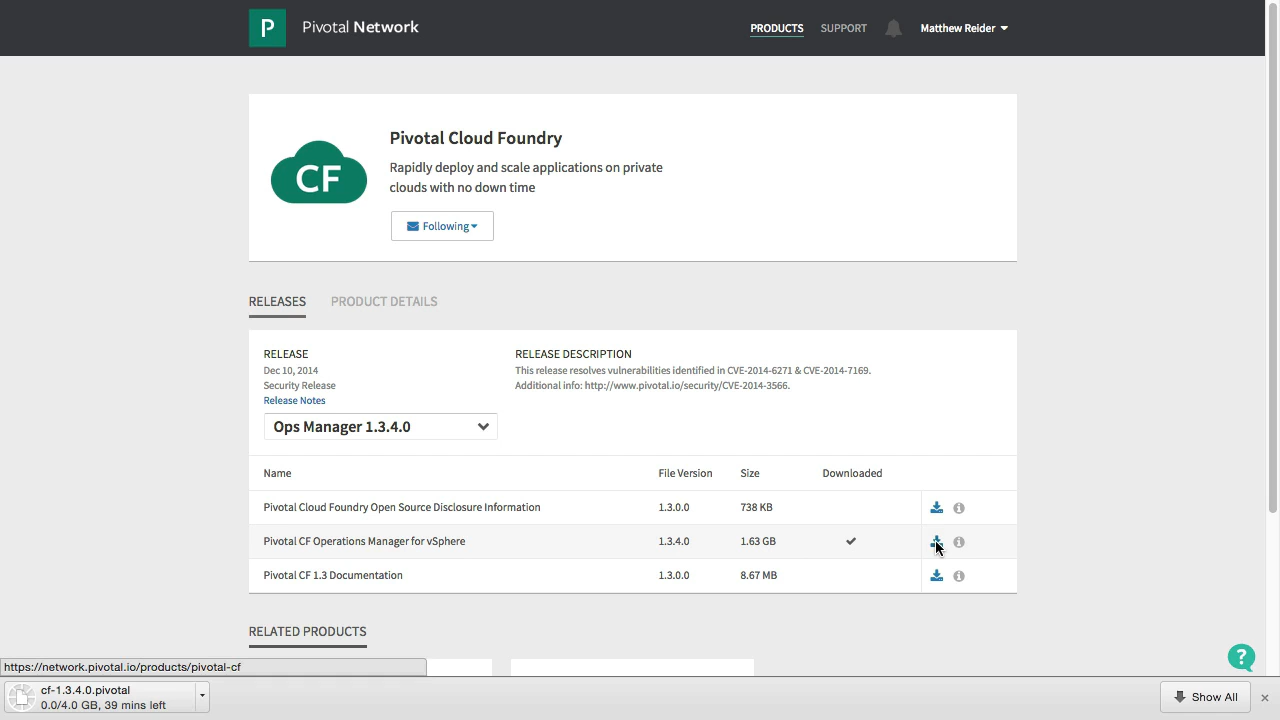 P Pivotal Network PRODUCTS SUPPORT Matthew Reider
CF
Pivotal Cloud Foundry
Rapidly deploy and scale applications on private
clouds with no down time
Following
RELEASES PRODUCT DETAILS
RELEASE
Dec 10, 2014
Security Release
Release Notes
Ops Manager 1.3.4.0
RELEASE DESCRIPTION
This release resolves vulnerabilities identified in CVE-2014-6271 & CVE-2014-7169.
Additional info: http://www.pivotal.io/security/CVE-2014-3566.
Name File Version Size Downloaded
Pivotal Cloud Foundry Open Source Disclosure Information 1.3.0.0 738 KB
Pivotal CF Operations Manager for vSphere 1.3.4.0 1.63 GB
Pivotal CF 1.3 Documentation 1.3.0.0 8.67 MB
RELATED PRODUCTS
?
https://network.pivotal.io/products/pivotal-cf
cf-1.3.4.0.pivotal
0.0/4.0 GB, 39 mins left
Show All